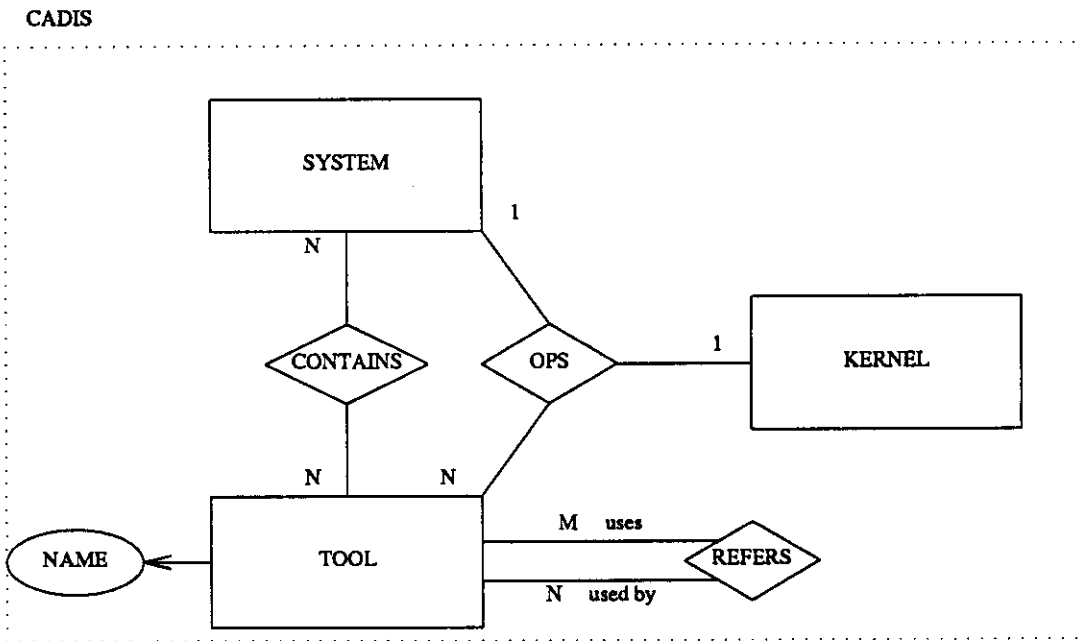 CADIS
SYSTEM
1
N
CONTAINS
OPS
1
KERNEL
N
N
M uses
NAME
TOOL
REFERS
N used by